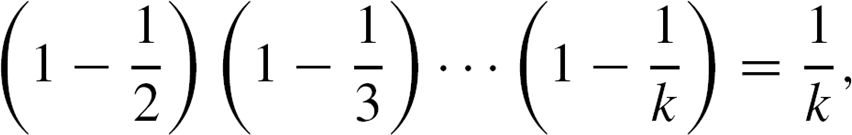 (1 − 1/2) (1 − 1/3) ⋯ (1 − 1/k) = 1/k,